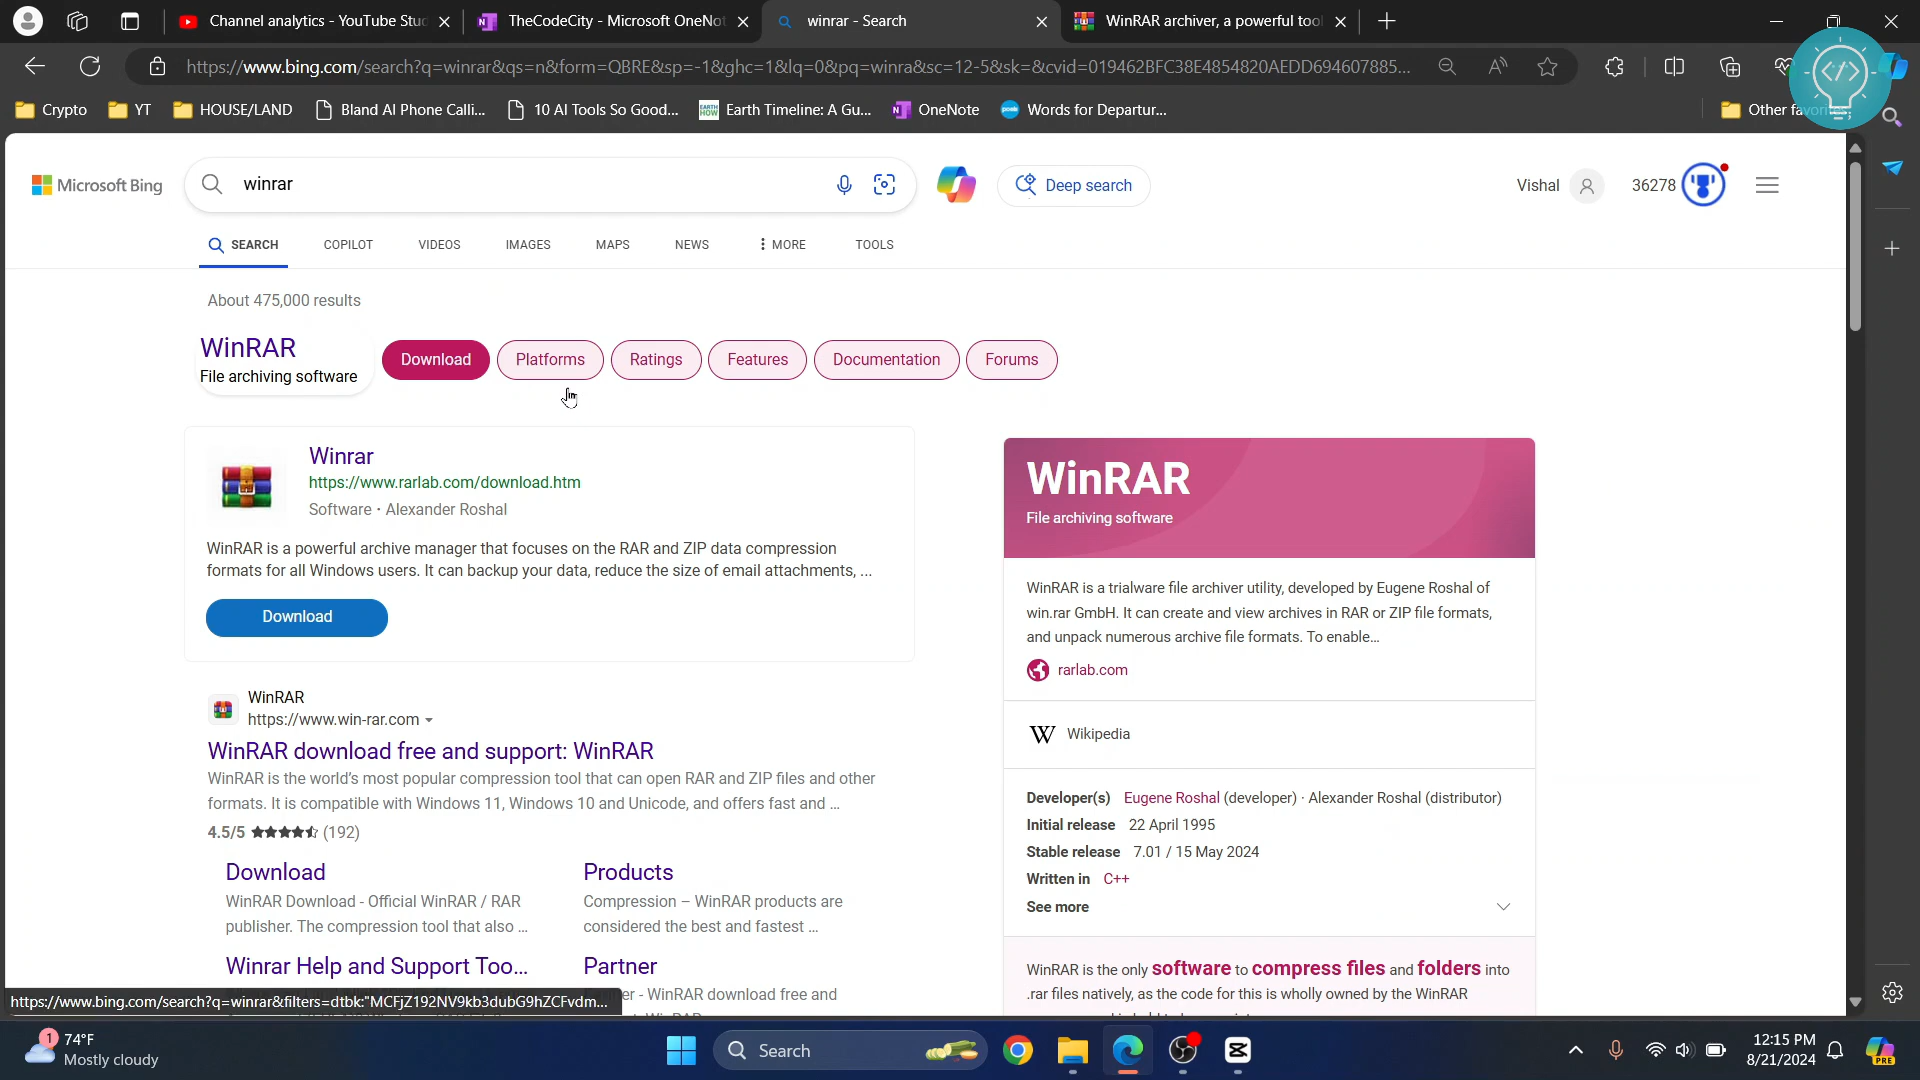 Channel analytics - YouTube Stu
TheCodeCity - Microsoft OneNot
winrar - Search
WinRAR archiver, a powerful tool
https://www.bing.com/search?q=winrar&qs=n&form=QBRE&sp=-1&ghc=1&lq=0&pq=winra&sc=12-5&sk=&cvid=019462BFC38E4854820AEDD694607885...
Crypto
YT
HOUSE/LAND
Bland AI Phone Calli...
10 AI Tools So Good...
Earth Timeline: A Gu...
OneNote
Words for Departur...
Other
Microsoft Bing
winrar
Deep search
Vishal
36278
SEARCH
COPILOT
VIDEOS
IMAGES
MAPS
NEWS
MORE
TOOLS
About 475,000 results
WinRAR
File archiving software
Download
Platforms
Ratings
Features
Documentation
Forums
Winrar
https://www.rarlab.com/download.htm
Software · Alexander Roshal
WinRAR is a powerful archive manager that focuses on the RAR and ZIP data compression
formats for all Windows users. It can backup your data, reduce the size of email attachments, ...
Download
WinRAR
https://www.win-rar.com
WinRAR download free and support: WinRAR
WinRAR is the world's most popular compression tool that can open RAR and ZIP files and other
formats. It is compatible with Windows 11, Windows 10 and Unicode, and offers fast and ...
4.5/5 ★★★★ (192)
Download
WinRAR Download - Official WinRAR / RAR
publisher. The compression tool that also ...
Products
Compression – WinRAR products are
considered the best and fastest ...
Winrar Help and Support Too...
Partner
er - WinRAR download free and
https://www.bing.com/search?q=winrar&filters=dtbk:"MCFjZ192NV9kb3dubG9hZCFvdm...
WinRAR
File archiving software
WinRAR is a trialware file archiver utility, developed by Eugene Roshal of
win.rar GmbH. It can create and view archives in RAR or ZIP file formats,
and unpack numerous archive file formats. To enable...
rarlab.com
W Wikipedia
Developer(s) Eugene Roshal (developer) · Alexander Roshal (distributor)
Initial release 22 April 1995
Stable release 7.01 / 15 May 2024
Written in C++
See more
WinRAR is the only software to compress files and folders into
.rar files natively, as the code for this is wholly owned by the WinRAR
1
74°F
Mostly cloudy
Search
12:15 PM
8/21/2024
PRE